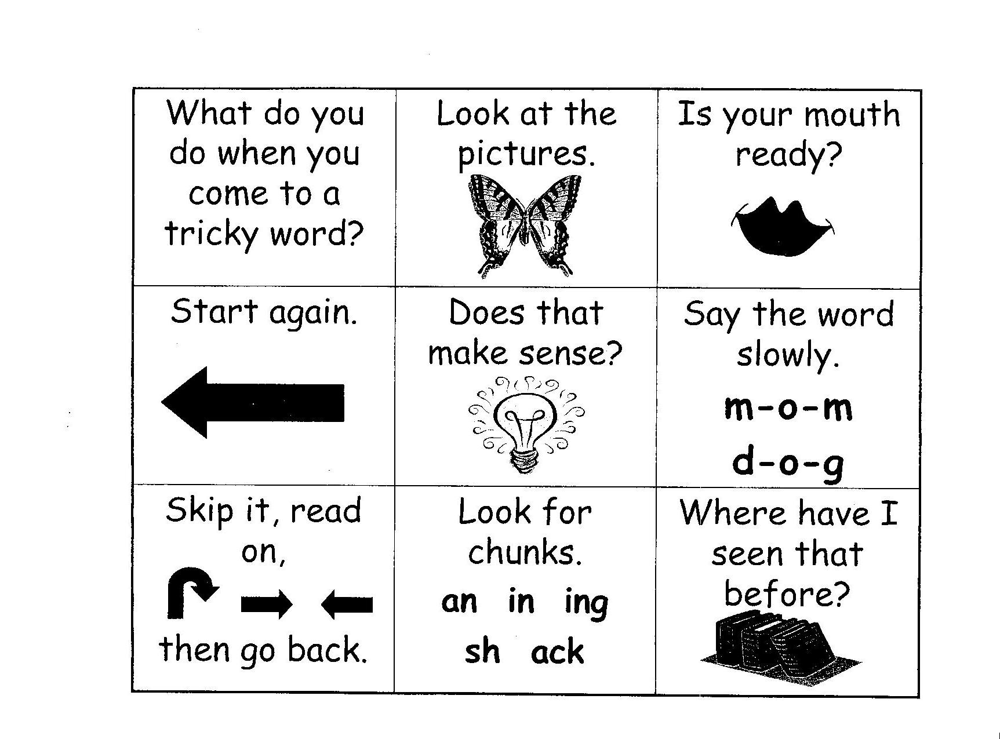 What do you
do when you
come to a
tricky word?
Look at the
pictures.
Is your mouth
ready?
Start again.
Does that
make sense?
Say the word
slowly.
m-o-m
d-o-g
Skip it, read
on,
then go back.
Look for
chunks.
an in ing
sh ack
Where have I
seen that
before?